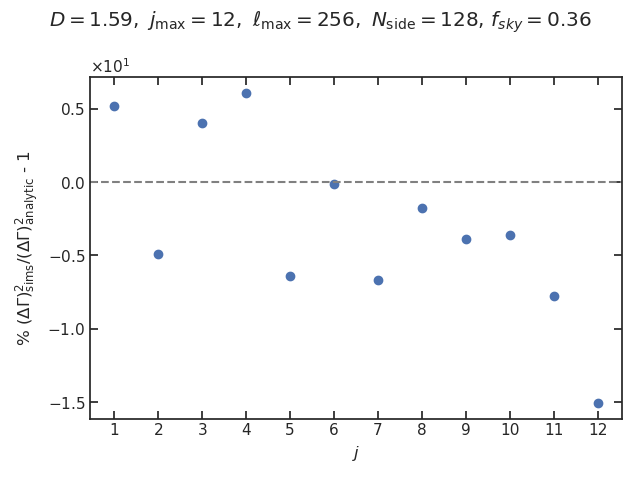 D = 1.59, j_max = 12, ℓ_max = 256, N_side = 128, f_sky = 0.36
×10¹
0.5
0.0
−0.5
−1.0
−1.5
% (ΔΓ)²_sims/(ΔΓ)²_analytic - 1
1 2 3 4 5 6 7 8 9 10 11 12
j